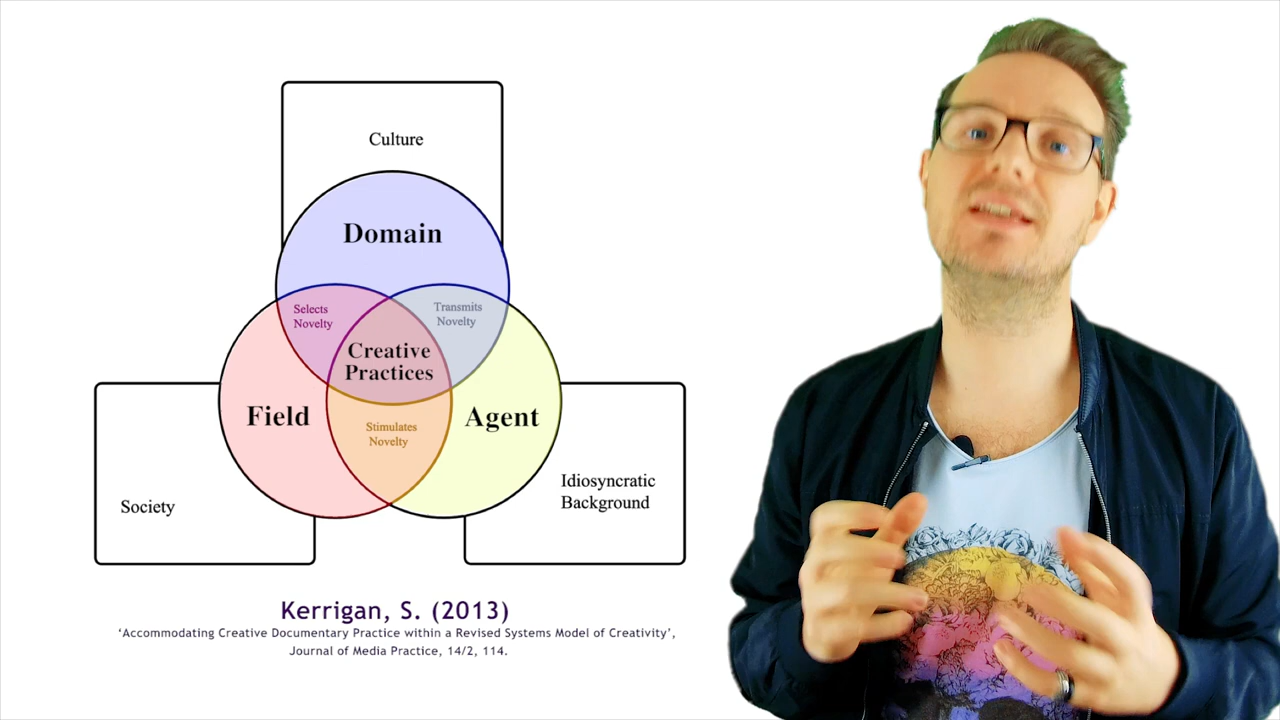 Culture
Domain
Selects
Novelty
Transmits
Novelty
Creative
Practices
Field
Agent
Stimulates
Novelty
Society
Idiosyncratic
Background
Kerrigan, S. (2013)
‘Accommodating Creative Documentary Practice within a Revised Systems Model of Creativity’,
Journal of Media Practice, 14/2, 114.